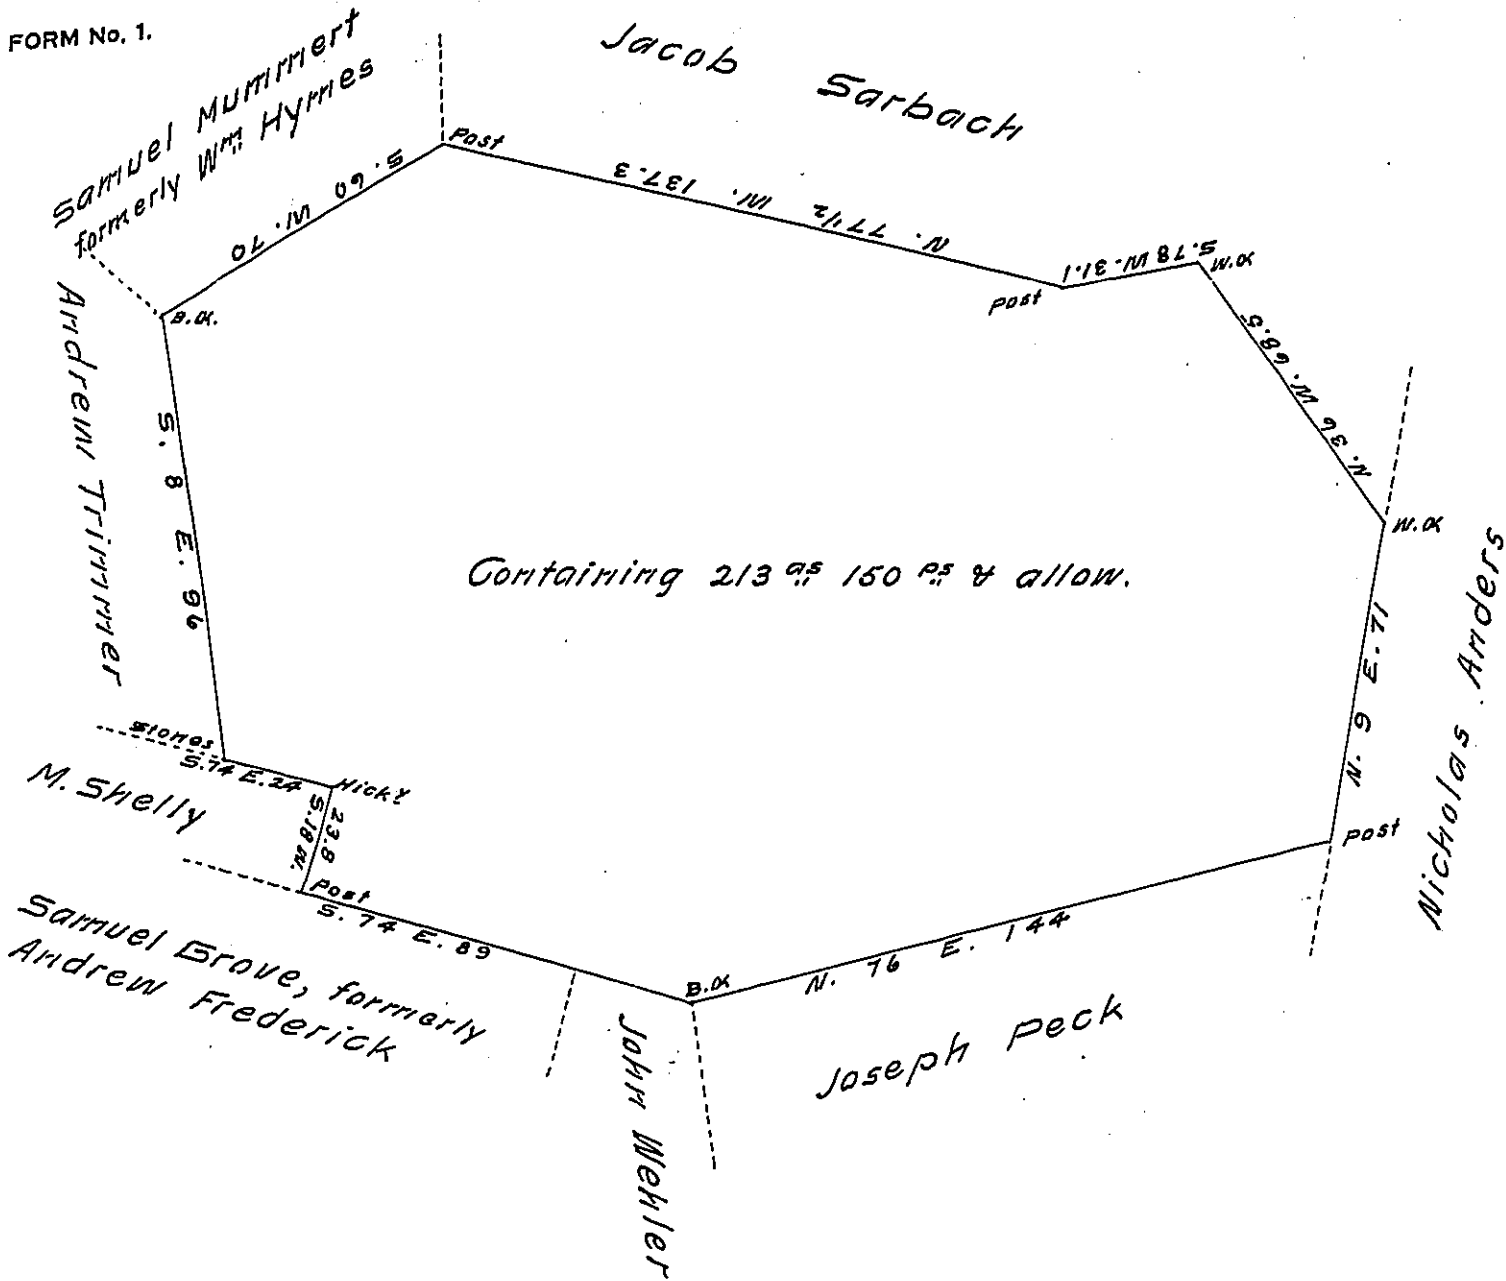 FORM No. 1.
Samuel Mummert
formerly Wm Hymes
Jacob Sarbach
Post
S. 60 W. 70
N. 77 1/2 W. 137.3
Post
S. 78 W. 31.1
W.O.
N. 36 W. 68.5
W.O.
B.O.
Andrew Trimmer
S. 8 E. 96
Containing 213 as 150 ps & allow.
N. 9 E. 71
Nicholas Anders
Stones
S. 74 E. 24
Hicky
M. Shelly
S. 18 W.
23.8
Post
S. 74 E. 89
Post
B.O.
N. 76 E. 144
Samuel Grove, formerly
Andrew Frederick
John Wehler
Joseph Peck